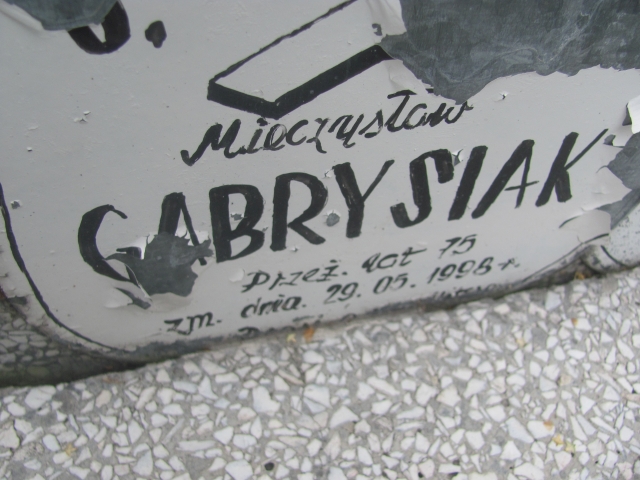 Mieczysław
GABRYSIAK
Przeż. lat 75
zm. dnia. 29.05. 1998 r.